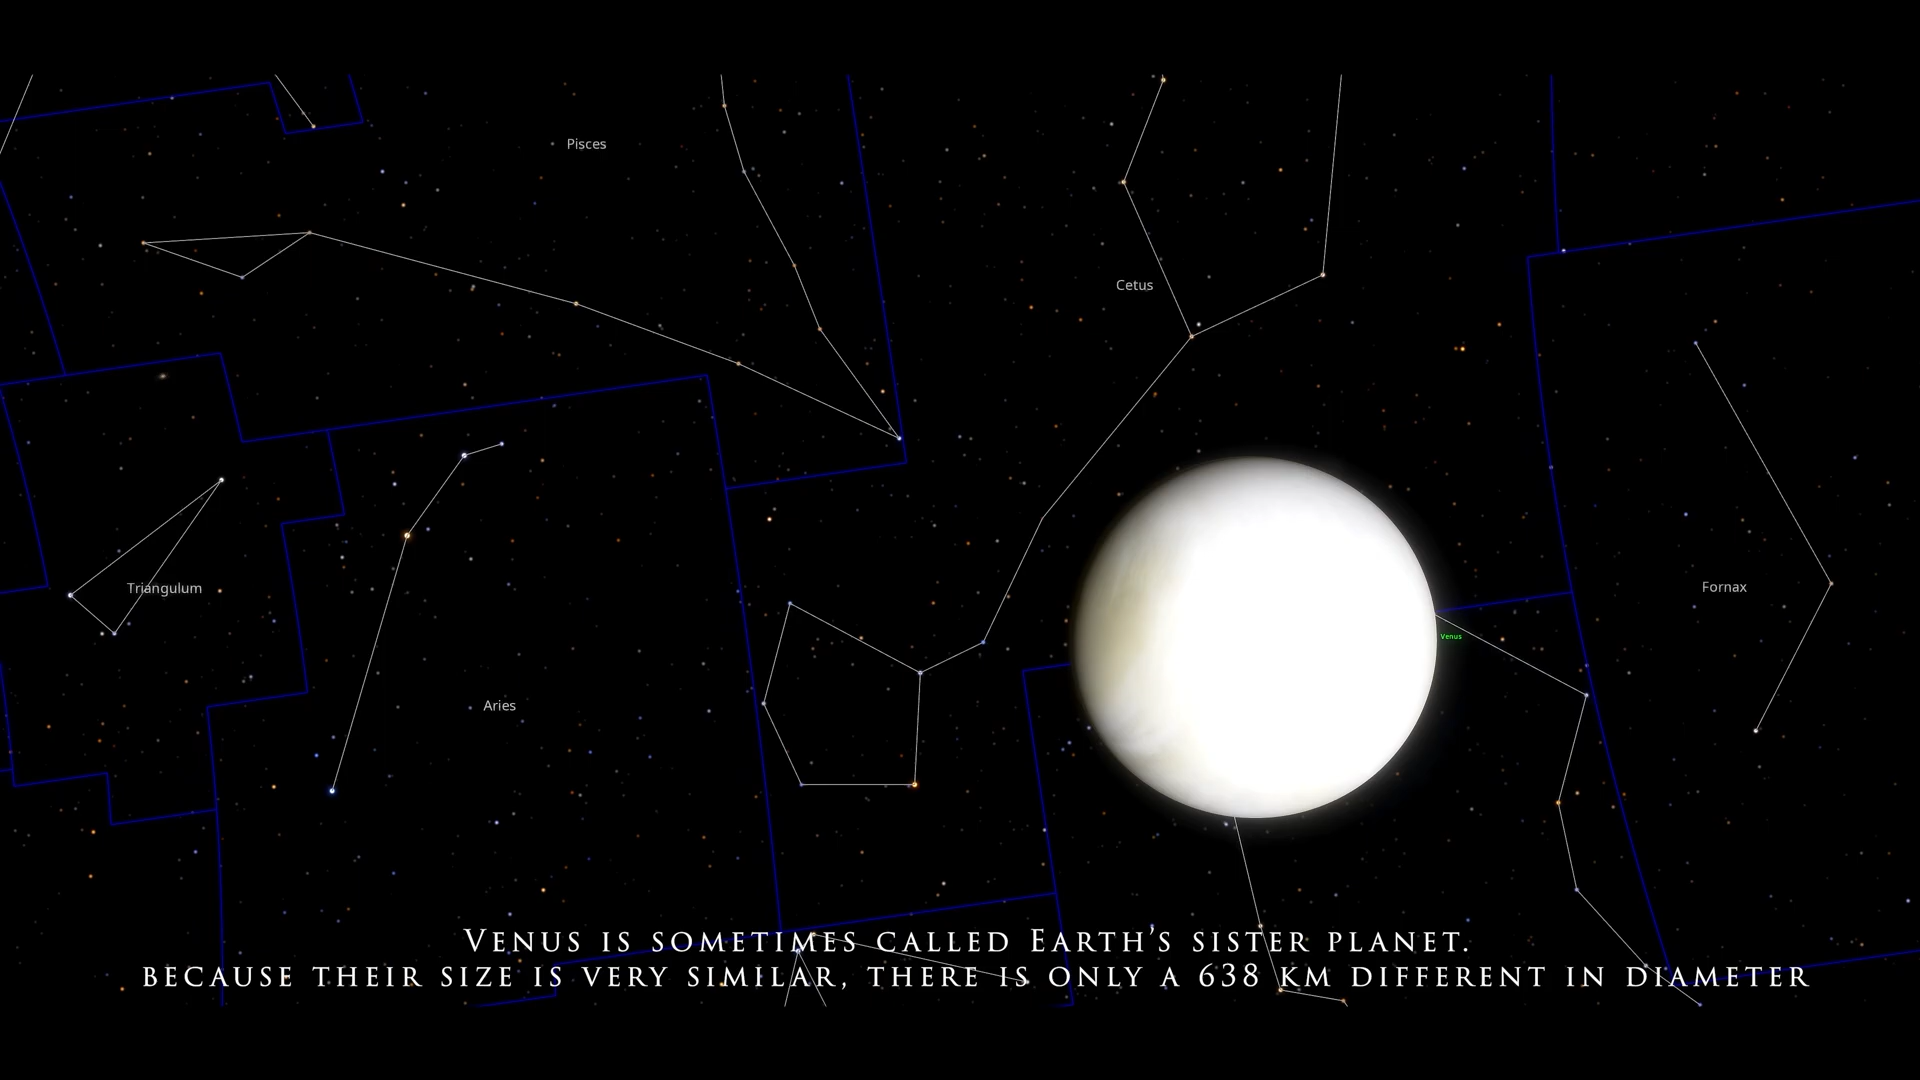 Pisces
Cetus
Triangulum
Fornax
Venus
Aries
Venus is sometimes called Earth's sister planet.
because their size is very similar, there is only a 638 km different in diameter